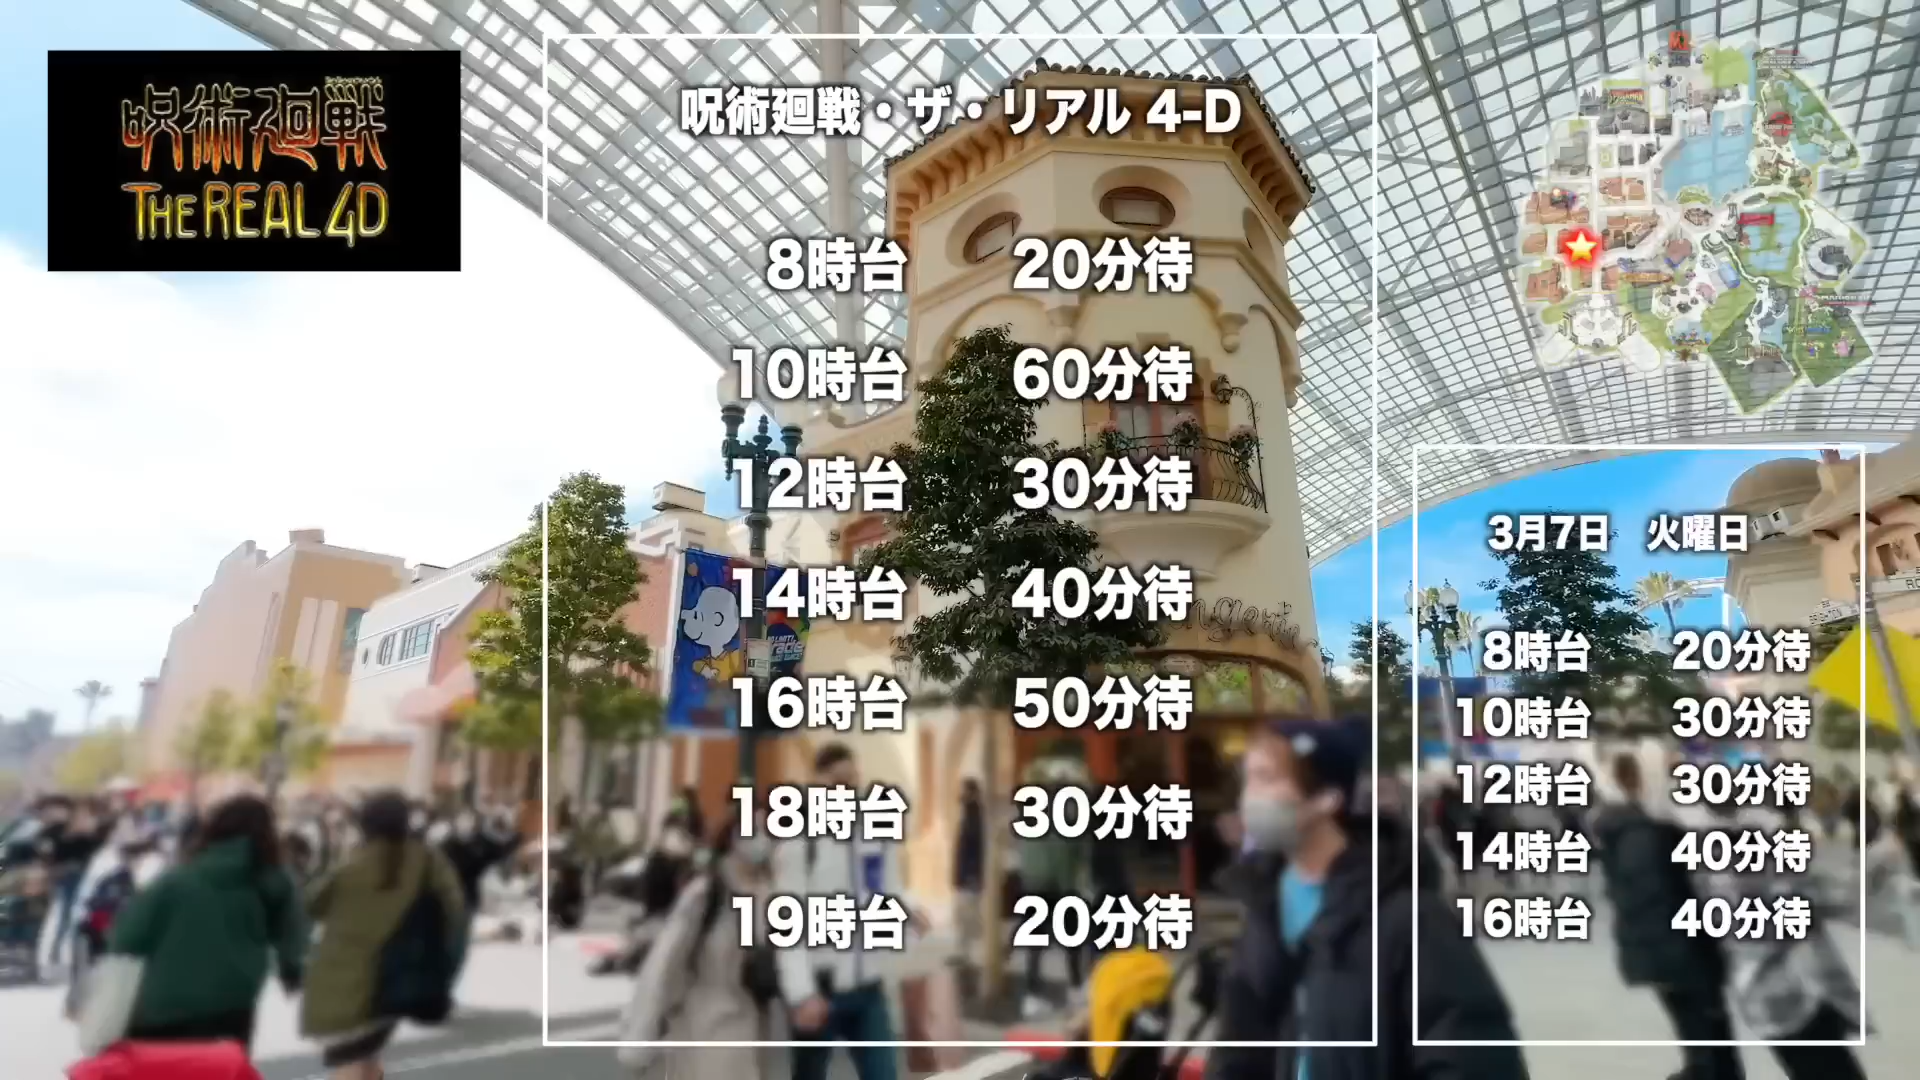 呪術廻戦
THE REAL 4D
呪術廻戦・ザ・リアル 4-D
8時台 20分待
10時台 60分待
12時台 30分待
14時台 40分待
16時台 50分待
18時台 30分待
19時台 20分待
3月7日 火曜日
8時台 20分待
10時台 30分待
12時台 30分待
14時台 40分待
16時台 40分待